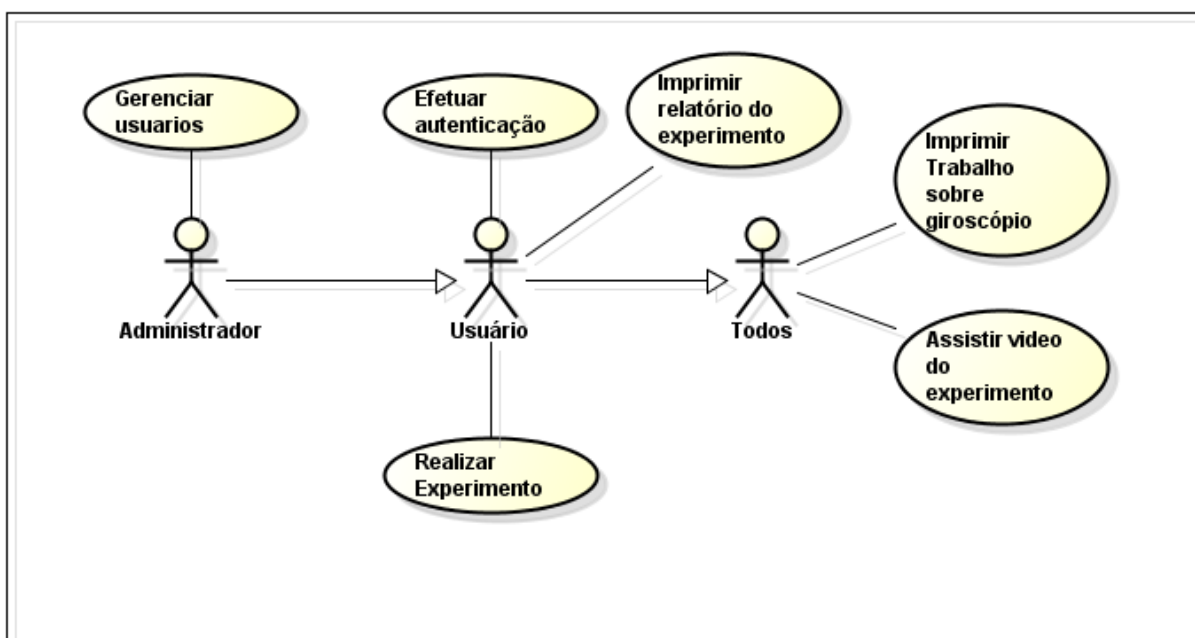 Gerenciar
usuarios
Efetuar
autenticação
Imprimir
relatório do
experimento
Imprimir
Trabalho
sobre
giroscópio
Administrador
Usuário
Todos
Assistir video
do
experimento
Realizar
Experimento